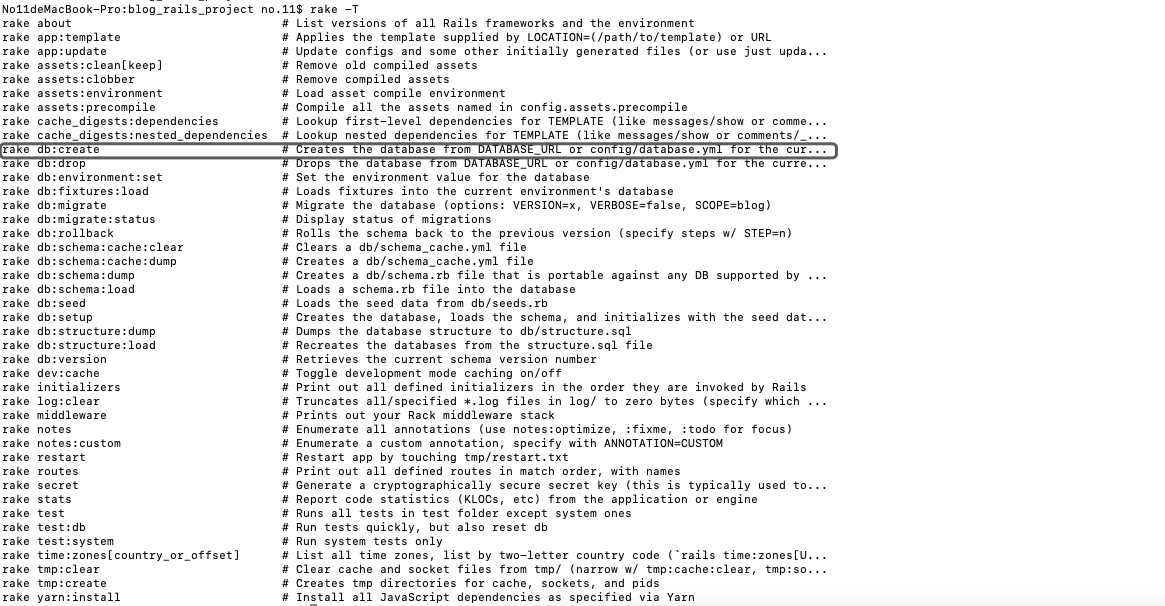 No11deMacBook-Pro:blog_rails_project no.11$ rake -T
rake about                              # List versions of all Rails frameworks and the environment
rake app:template                       # Applies the template supplied by LOCATION=(/path/to/template) or URL
rake app:update                         # Update configs and some other initially generated files (or use just upda...
rake assets:clean[keep]                 # Remove old compiled assets
rake assets:clobber                     # Remove compiled assets
rake assets:environment                 # Load asset compile environment
rake assets:precompile                  # Compile all the assets named in config.assets.precompile
rake cache_digests:dependencies         # Lookup first-level dependencies for TEMPLATE (like messages/show or comme...
rake cache_digests:nested_dependencies  # Lookup nested dependencies for TEMPLATE (like messages/show or comments/_...
rake db:create                          # Creates the database from DATABASE_URL or config/database.yml for the cur...
rake db:drop                            # Drops the database from DATABASE_URL or config/database.yml for the curre...
rake db:environment:set                 # Set the environment value for the database
rake db:fixtures:load                   # Loads fixtures into the current environment's database
rake db:migrate                         # Migrate the database (options: VERSION=x, VERBOSE=false, SCOPE=blog)
rake db:migrate:status                  # Display status of migrations
rake db:rollback                        # Rolls the schema back to the previous version (specify steps w/ STEP=n)
rake db:schema:cache:clear              # Clears a db/schema_cache.yml file
rake db:schema:cache:dump               # Creates a db/schema_cache.yml file
rake db:schema:dump                     # Creates a db/schema.rb file that is portable against any DB supported by ...
rake db:schema:load                     # Loads a schema.rb file into the database
rake db:seed                            # Loads the seed data from db/seeds.rb
rake db:setup                           # Creates the database, loads the schema, and initializes with the seed dat...
rake db:structure:dump                  # Dumps the database structure to db/structure.sql
rake db:structure:load                  # Recreates the databases from the structure.sql file
rake db:version                         # Retrieves the current schema version number
rake dev:cache                          # Toggle development mode caching on/off
rake initializers                       # Print out all defined initializers in the order they are invoked by Rails
rake log:clear                          # Truncates all/specified *.log files in log/ to zero bytes (specify which ...
rake middleware                         # Prints out your Rack middleware stack
rake notes                              # Enumerate all annotations (use notes:optimize, :fixme, :todo for focus)
rake notes:custom                       # Enumerate a custom annotation, specify with ANNOTATION=CUSTOM
rake restart                            # Restart app by touching tmp/restart.txt
rake routes                             # Print out all defined routes in match order, with names
rake secret                             # Generate a cryptographically secure secret key (this is typically used to...
rake stats                              # Report code statistics (KLOCs, etc) from the application or engine
rake test                               # Runs all tests in test folder except system ones
rake test:db                            # Run tests quickly, but also reset db
rake test:system                        # Run system tests only
rake time:zones[country_or_offset]      # List all time zones, list by two-letter country code (`rails time:zones[U...
rake tmp:clear                          # Clear cache and socket files from tmp/ (narrow w/ tmp:cache:clear, tmp:so...
rake tmp:create                         # Creates tmp directories for cache, sockets, and pids
rake yarn:install                       # Install all JavaScript dependencies as specified via Yarn